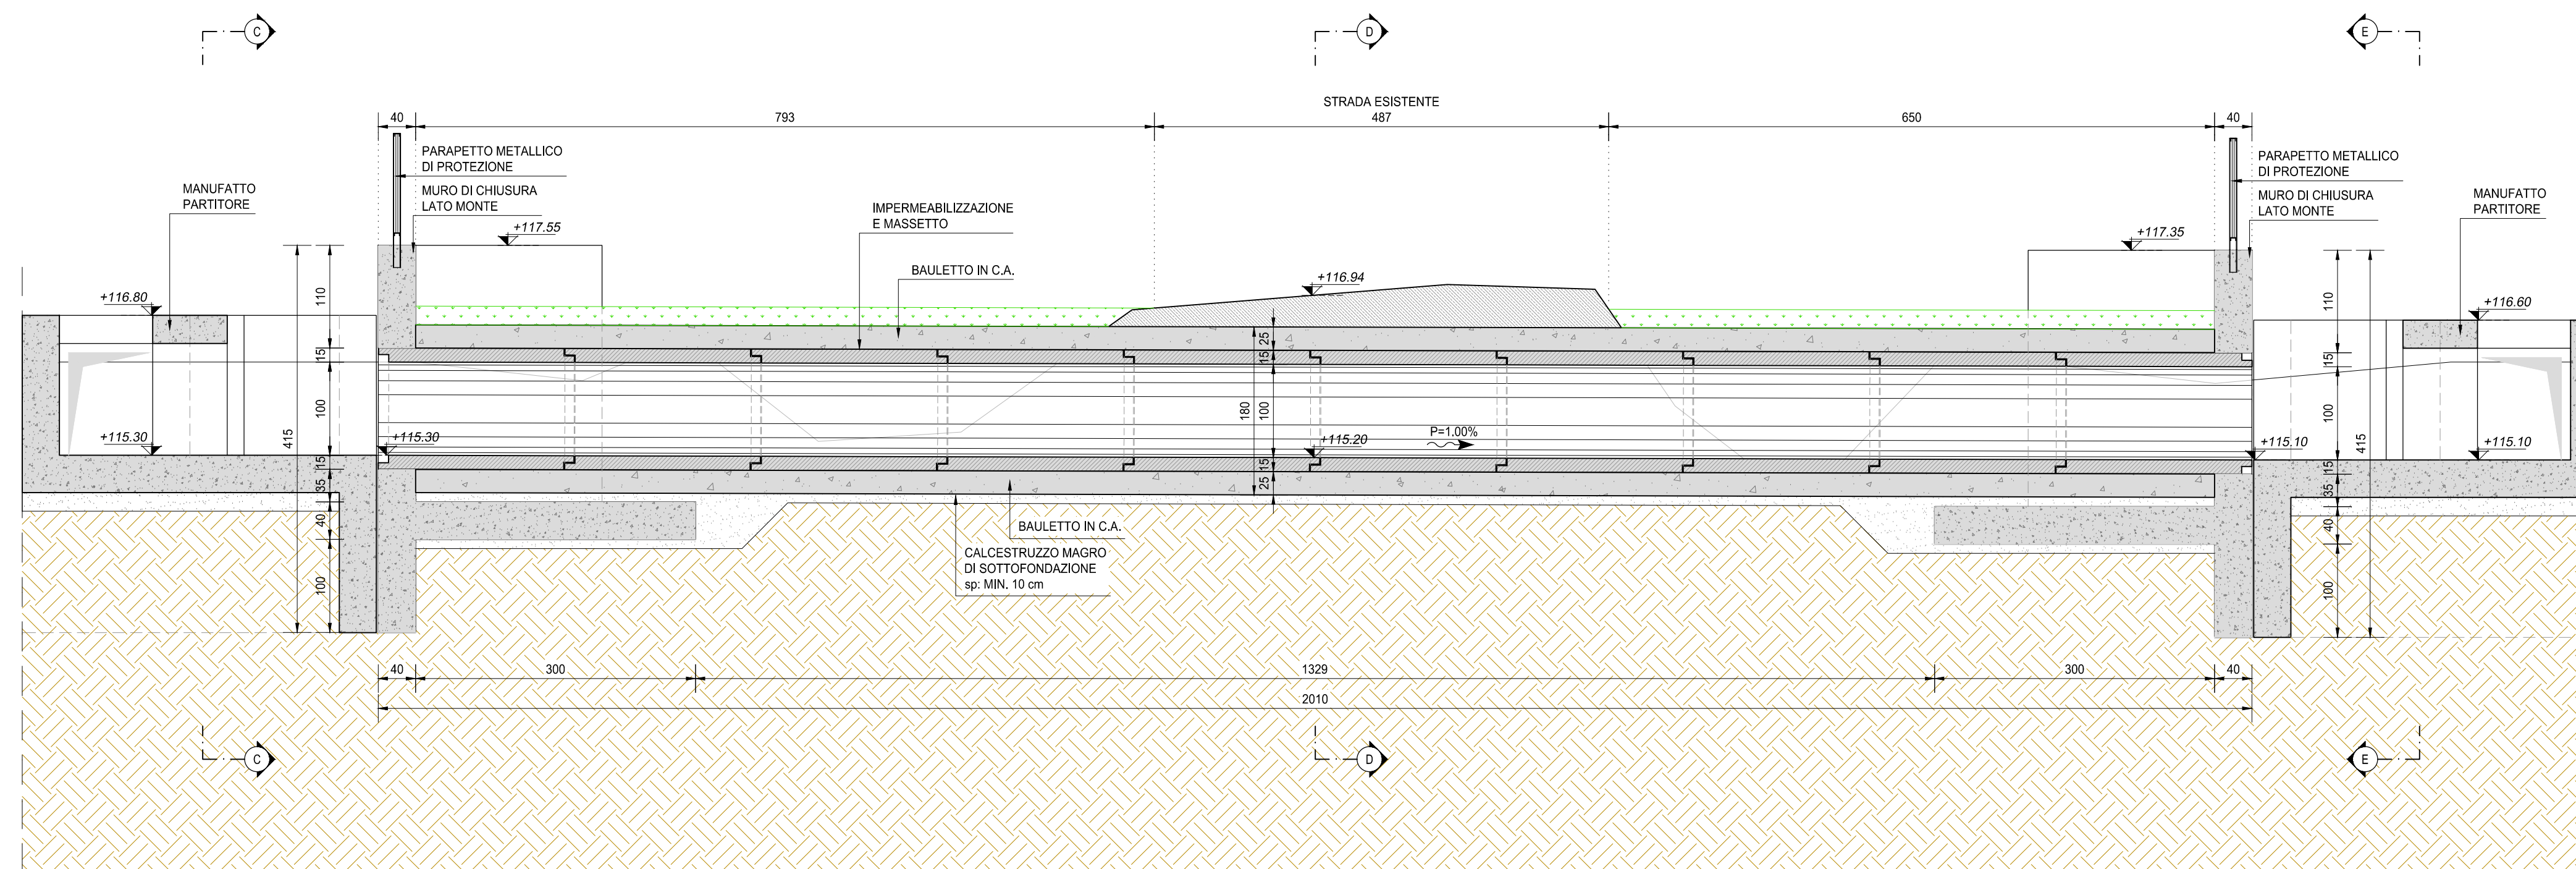 C
D
E
STRADA ESISTENTE
40
793
487
650
40
PARAPETTO METALLICO
DI PROTEZIONE
MURO DI CHIUSURA
LATO MONTE
MANUFATTO
PARTITORE
+117.55
IMPERMEABILIZZAZIONE
E MASSETTO
BAULETTO IN C.A.
+116.94
PARAPETTO METALLICO
DI PROTEZIONE
MURO DI CHIUSURA
LATO MONTE
MANUFATTO
PARTITORE
+117.35
+116.80
+116.60
110
15
100
15
35
40
100
415
25
15
100
15
25
180
110
15
100
15
35
40
100
415
+115.30
+115.30
+115.20
P=1.00%
+115.10
+115.10
BAULETTO IN C.A.
CALCESTRUZZO MAGRO
DI SOTTOFONDAZIONE
sp: MIN. 10 cm
40
300
1329
300
40
2010
C
D
E